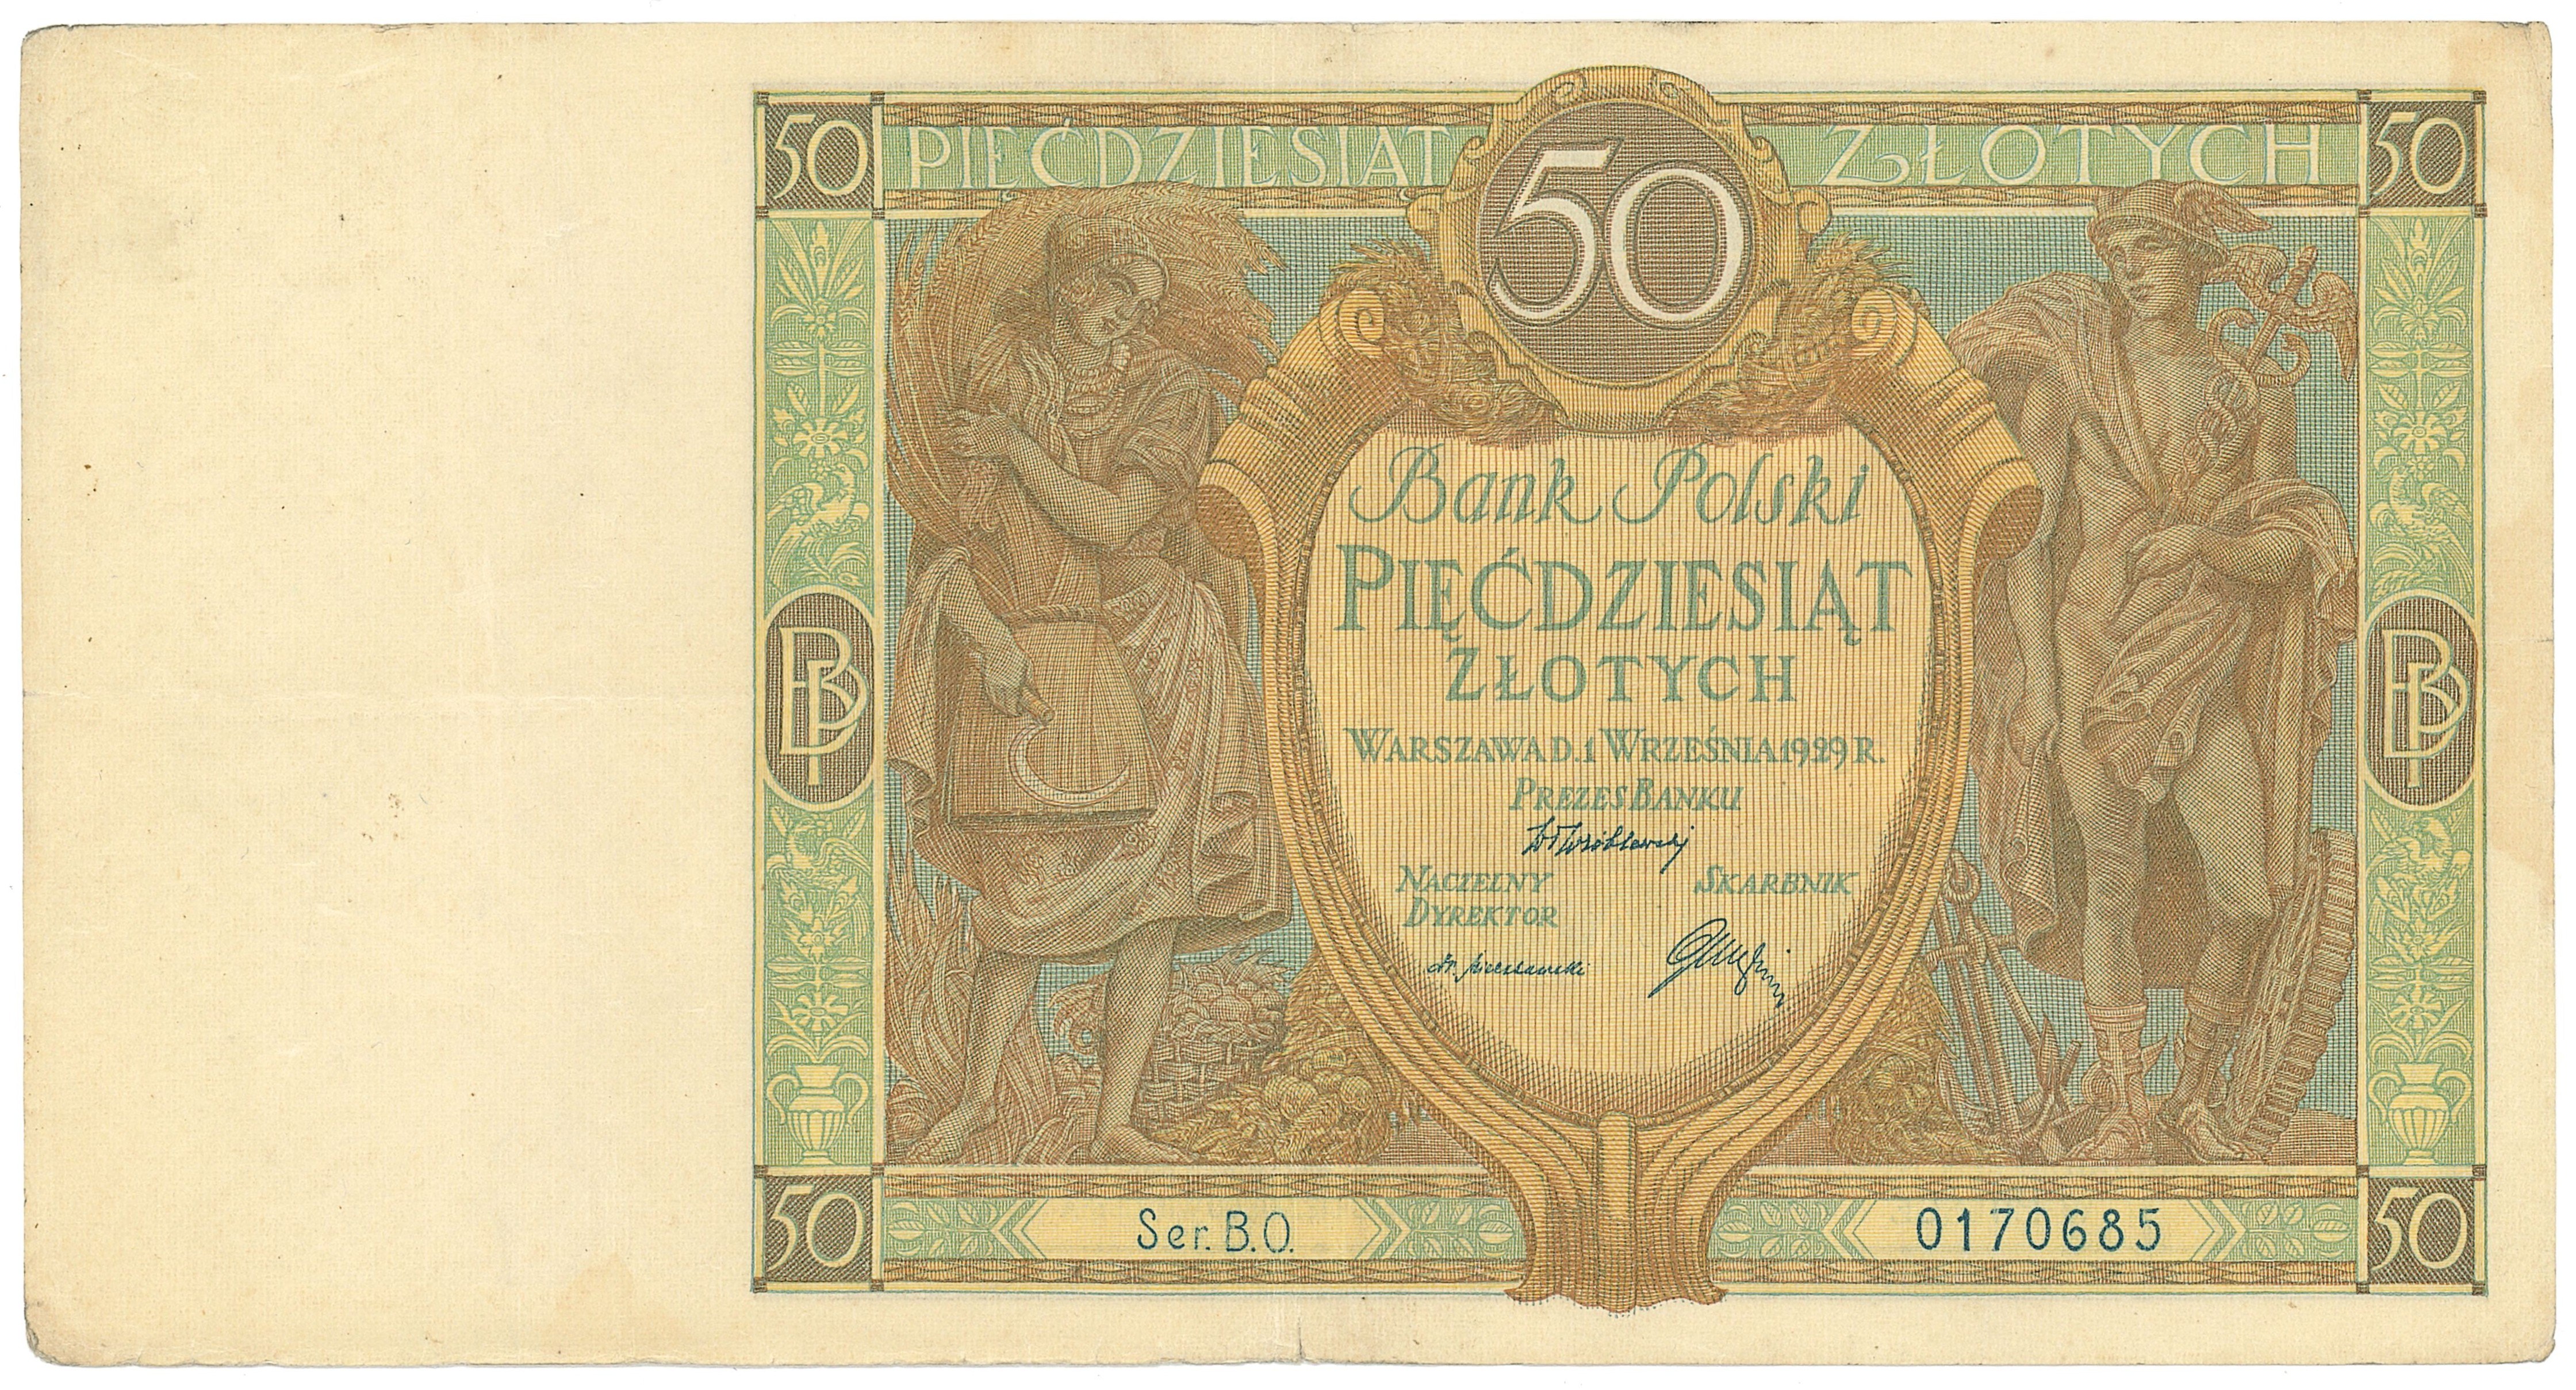 50 PIĘĆDZIESIĄT 50 ZŁOTYCH 50
Bank Polski
PIĘĆDZIESIĄT
ZŁOTYCH
WARSZAWA D. 1 WRZEŚNIA 1929 R.
PREZES BANKU
NACZELNY SKARBNIK
DYREKTOR
BP BP
50 Ser. B.O. 0170685 50